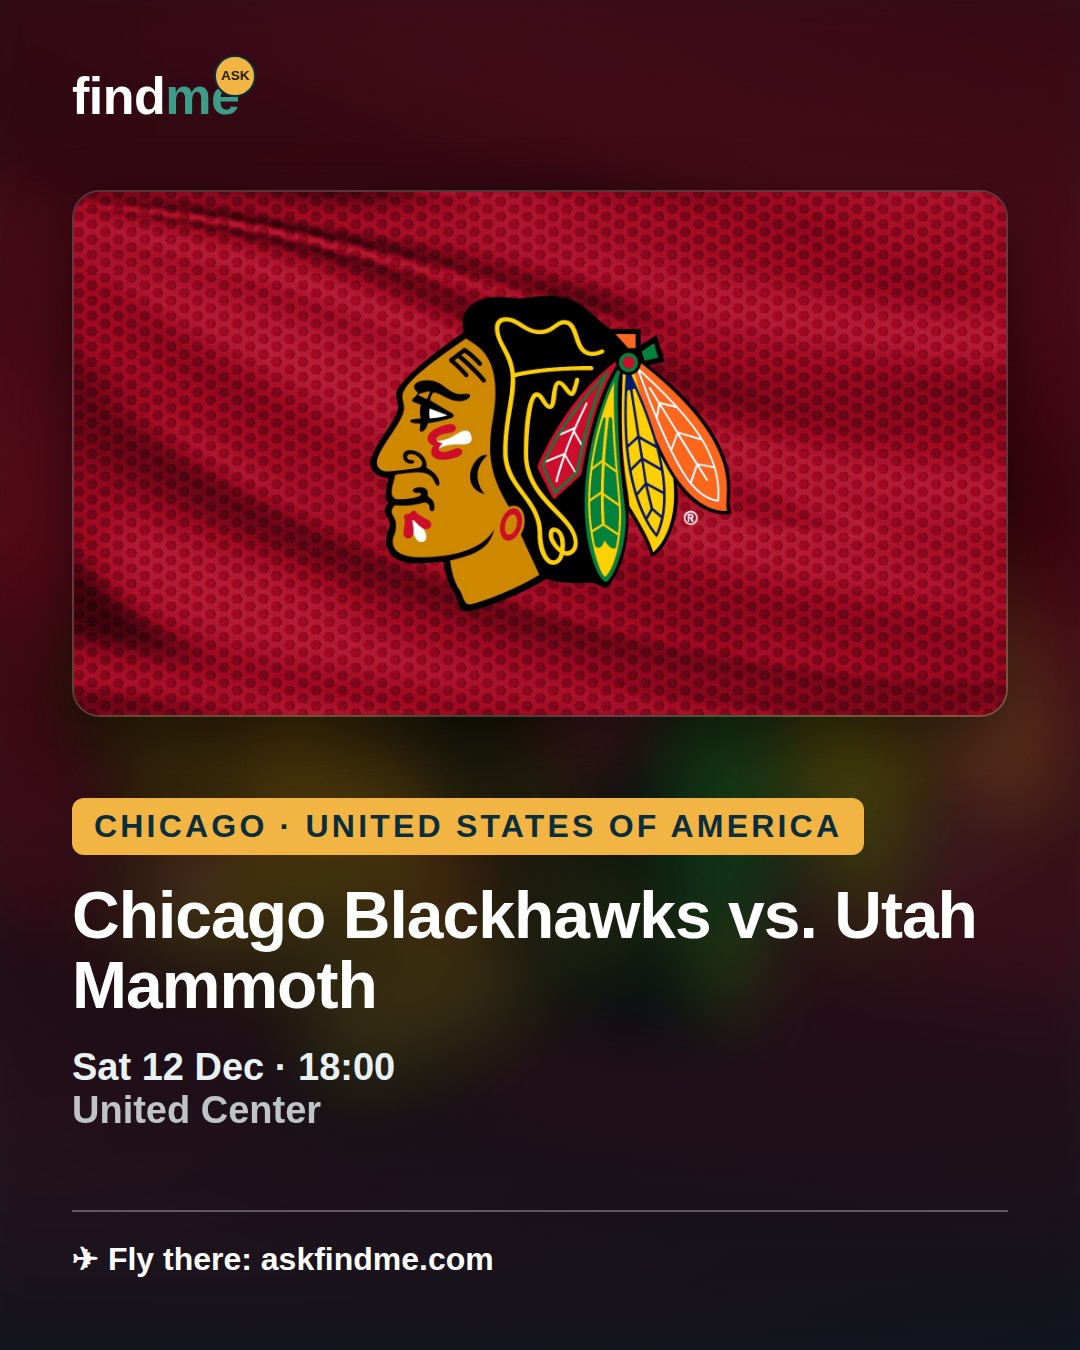 findme
ASK
®
CHICAGO · UNITED STATES OF AMERICA
Chicago Blackhawks vs. Utah
Mammoth
Sat 12 Dec · 18:00
United Center
✈ Fly there: askfindme.com